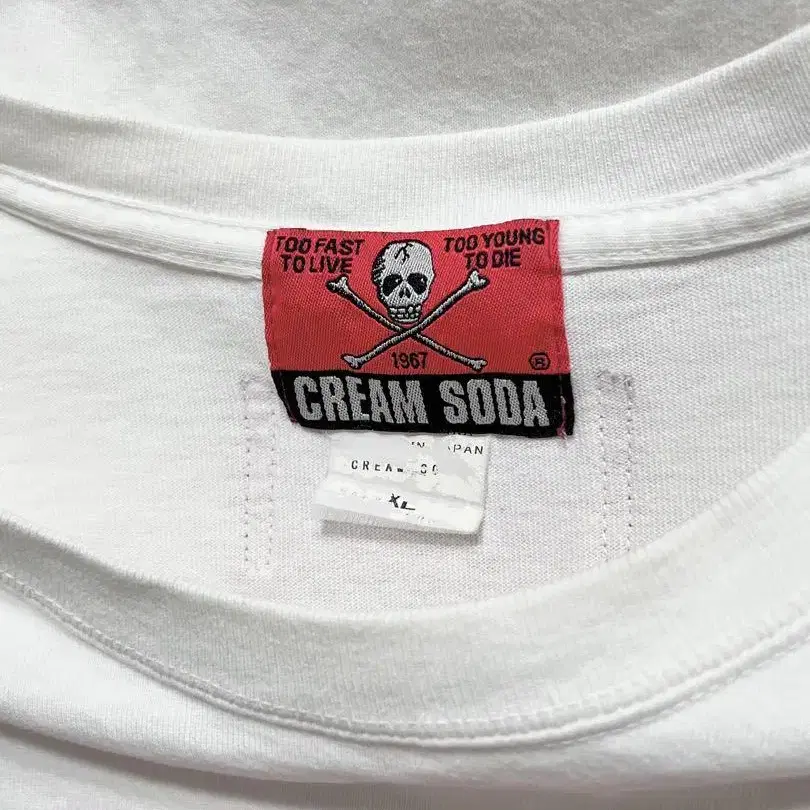 TOO FAST TOO YOUNG
TO LIVE TO DIE
1967 ®
CREAM SODA
XL